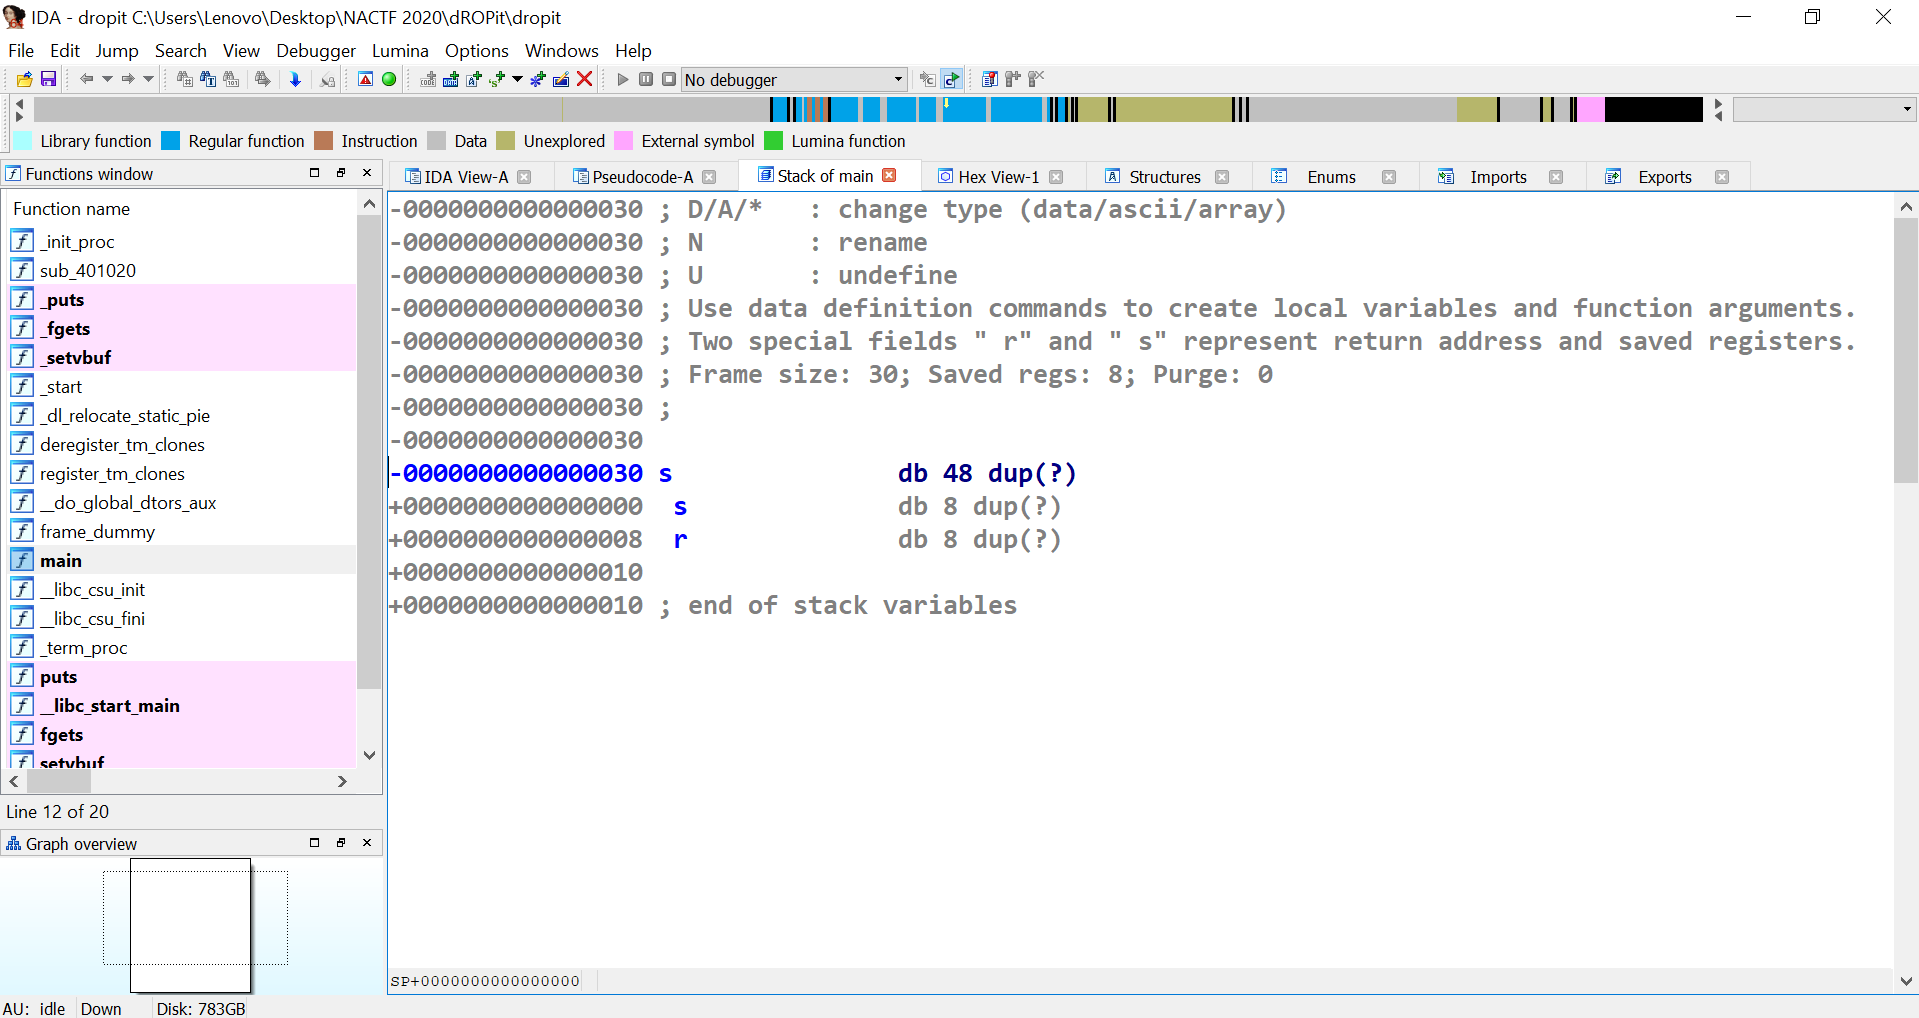 IDA - dropit C:\Users\Lenovo\Desktop\NACTF 2020\dROPit\dropit
File Edit Jump Search View Debugger Lumina Options Windows Help
No debugger
Library function Regular function Instruction Data Unexplored External symbol Lumina function
Functions window
IDA View-A Pseudocode-A Stack of main Hex View-1 Structures Enums Imports Exports
Function name
_init_proc
sub_401020
_puts
_fgets
_setvbuf
_start
_dl_relocate_static_pie
deregister_tm_clones
register_tm_clones
__do_global_dtors_aux
frame_dummy
main
__libc_csu_init
__libc_csu_fini
_term_proc
puts
__libc_start_main
fgets
setvbuf
Line 12 of 20
Graph overview
-0000000000000030 ; D/A/* : change type (data/ascii/array)
-0000000000000030 ; N : rename
-0000000000000030 ; U : undefine
-0000000000000030 ; Use data definition commands to create local variables and function arguments.
-0000000000000030 ; Two special fields " r" and " s" represent return address and saved registers.
-0000000000000030 ; Frame size: 30; Saved regs: 8; Purge: 0
-0000000000000030 ;
-0000000000000030
-0000000000000030 s db 48 dup(?)
+0000000000000000 s db 8 dup(?)
+0000000000000008 r db 8 dup(?)
+0000000000000010
+0000000000000010 ; end of stack variables
SP+0000000000000000
AU: idle Down Disk: 783GB